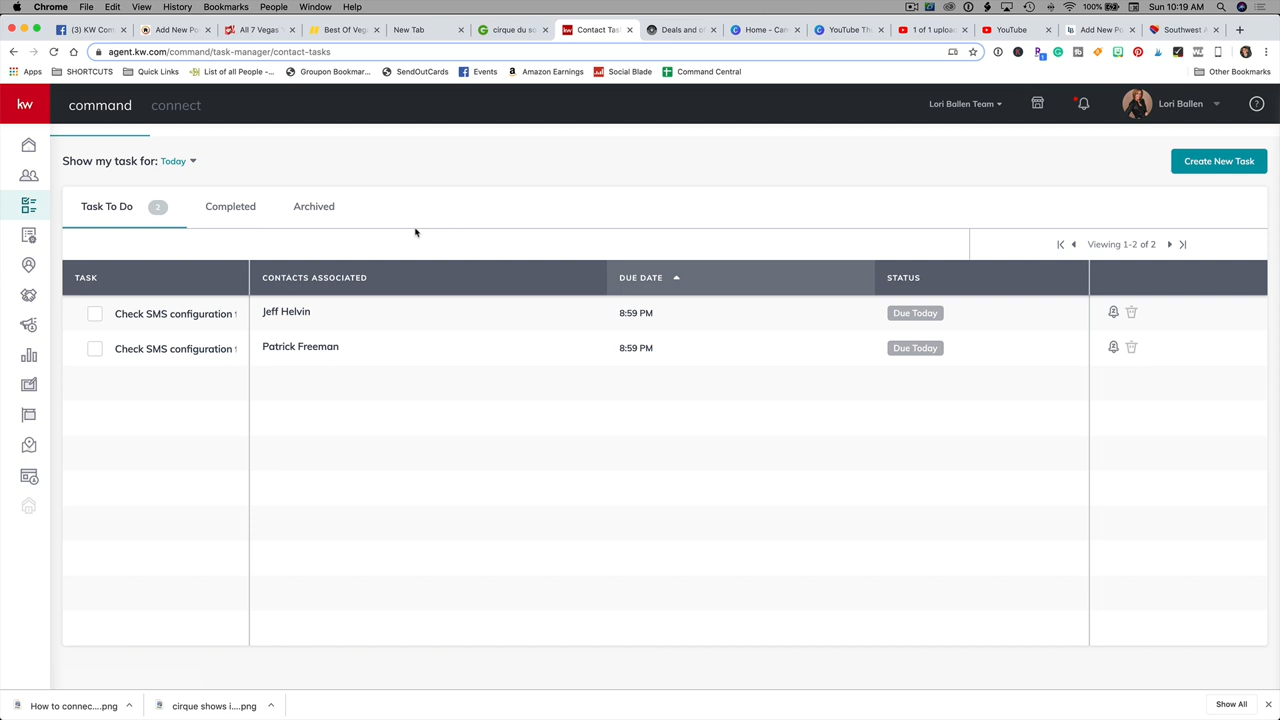 Chrome File Edit View History Bookmarks People Window Help 100% Sun 10:19 AM
(3) KW Com Add New Po All 7 Vegas Best Of Vega New Tab cirque du so Contact Tas Deals and of Home - Can YouTube Th 1 of 1 uploade YouTube Add New Po Southwest A
agent.kw.com/command/task-manager/contact-tasks
Apps SHORTCUTS Quick Links List of all People -... Groupon Bookmar... SendOutCards Events Amazon Earnings Social Blade Command Central Other Bookmarks
kw command connect Lori Ballen Team Lori Ballen
Show my task for: Today Create New Task
Task To Do 2 Completed Archived
Viewing 1-2 of 2
TASK CONTACTS ASSOCIATED DUE DATE STATUS
Check SMS configuration Jeff Helvin 8:59 PM Due Today
Check SMS configuration Patrick Freeman 8:59 PM Due Today
How to connec....png cirque shows i....png Show All